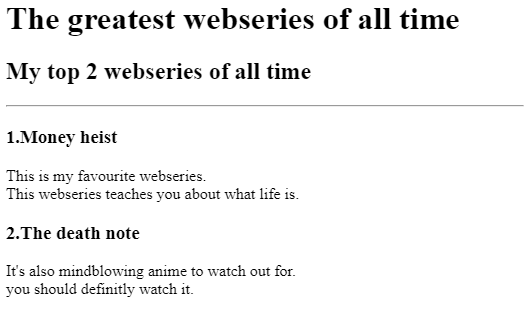 The greatest webseries of all time
My top 2 webseries of all time
1.Money heist
This is my favourite webseries.
This webseries teaches you about what life is.
2.The death note
It's also mindblowing anime to watch out for.
you should definitly watch it.